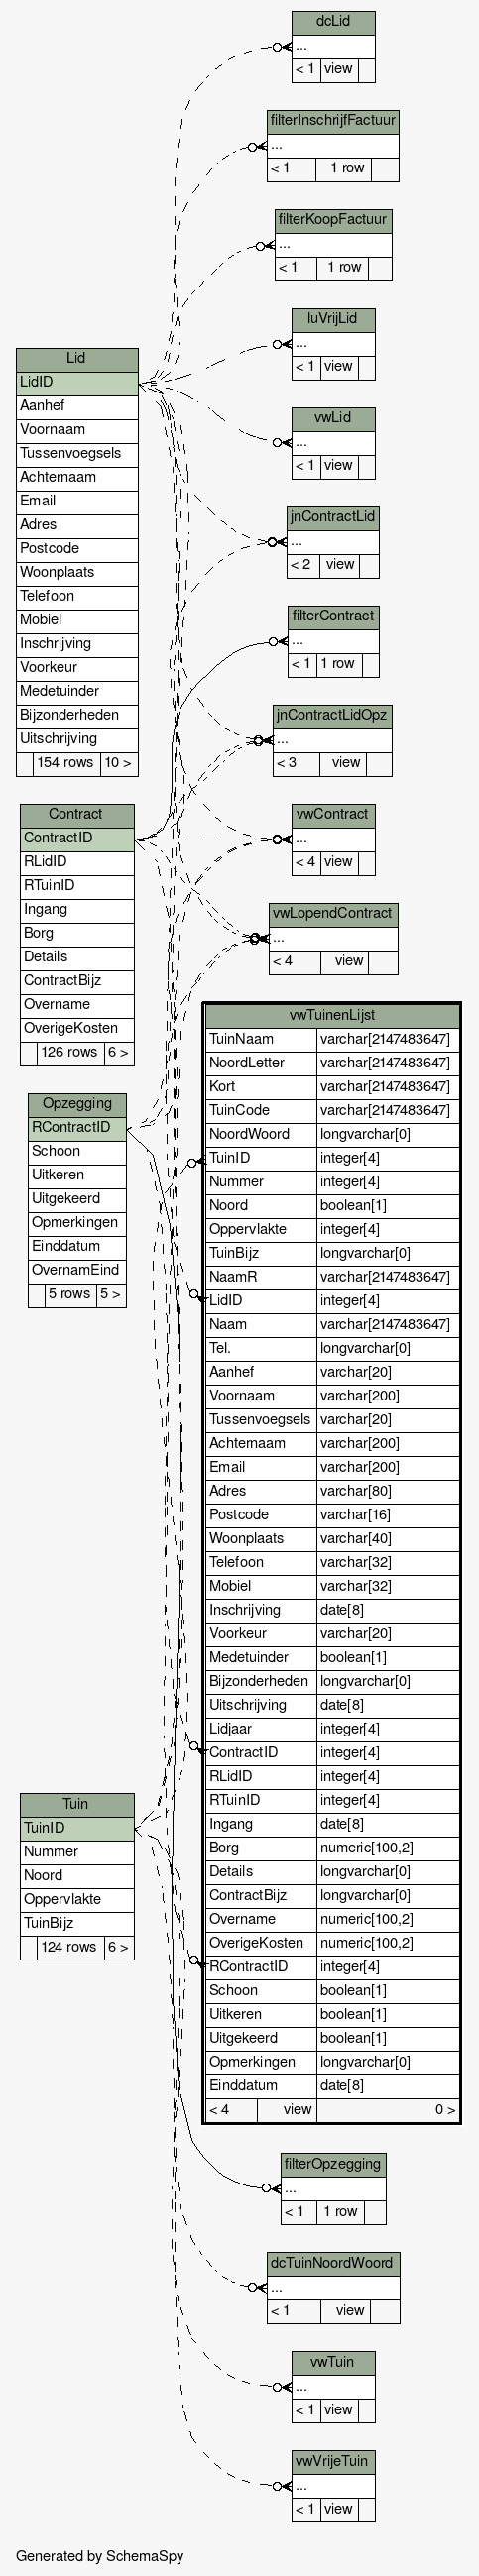 dcLid
...
< 1 view
filterInschrijfFactuur
...
< 1 1 row
filterKoopFactuur
...
< 1 1 row
luVrijLid
...
< 1 view
vwLid
...
< 1 view
jnContractLid
...
< 2 view
filterContract
...
< 1 1 row
jnContractLidOpz
...
< 3 view
vwContract
...
< 4 view
vwLopendContract
...
< 4 view
Lid
LidID
Aanhef
Voornaam
Tussenvoegsels
Achternaam
Email
Adres
Postcode
Woonplaats
Telefoon
Mobiel
Inschrijving
Voorkeur
Medetuinder
Bijzonderheden
Uitschrijving
154 rows 10 >
Contract
ContractID
RLidID
RTuinID
Ingang
Borg
Details
ContractBijz
Overname
OverigeKosten
126 rows 6 >
Opzegging
RContractID
Schoon
Uitkeren
Uitgekeerd
Opmerkingen
Einddatum
OvernamEind
5 rows 5 >
Tuin
TuinID
Nummer
Noord
Oppervlakte
TuinBijz
124 rows 6 >
vwTuinenLijst
TuinNaam varchar[2147483647]
NoordLetter varchar[2147483647]
Kort varchar[2147483647]
TuinCode varchar[2147483647]
NoordWoord longvarchar[0]
TuinID integer[4]
Nummer integer[4]
Noord boolean[1]
Oppervlakte integer[4]
TuinBijz longvarchar[0]
NaamR varchar[2147483647]
LidID integer[4]
Naam varchar[2147483647]
Tel. longvarchar[0]
Aanhef varchar[20]
Voornaam varchar[200]
Tussenvoegsels varchar[20]
Achternaam varchar[200]
Email varchar[200]
Adres varchar[80]
Postcode varchar[16]
Woonplaats varchar[40]
Telefoon varchar[32]
Mobiel varchar[32]
Inschrijving date[8]
Voorkeur varchar[20]
Medetuinder boolean[1]
Bijzonderheden longvarchar[0]
Uitschrijving date[8]
Lidjaar integer[4]
ContractID integer[4]
RLidID integer[4]
RTuinID integer[4]
Ingang date[8]
Borg numeric[100,2]
Details longvarchar[0]
ContractBijz longvarchar[0]
Overname numeric[100,2]
OverigeKosten numeric[100,2]
RContractID integer[4]
Schoon boolean[1]
Uitkeren boolean[1]
Uitgekeerd boolean[1]
Opmerkingen longvarchar[0]
Einddatum date[8]
< 4 view 0 >
filterOpzegging
...
< 1 1 row
dcTuinNoordWoord
...
< 1 view
vwTuin
...
< 1 view
vwVrijeTuin
...
< 1 view
Generated by SchemaSpy